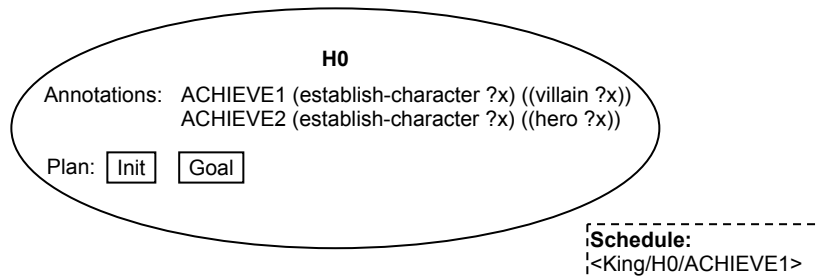 H0
Annotations: ACHIEVE1 (establish-character ?x) ((villain ?x))
ACHIEVE2 (establish-character ?x) ((hero ?x))
Plan: Init Goal
Schedule:
<King/H0/ACHIEVE1>